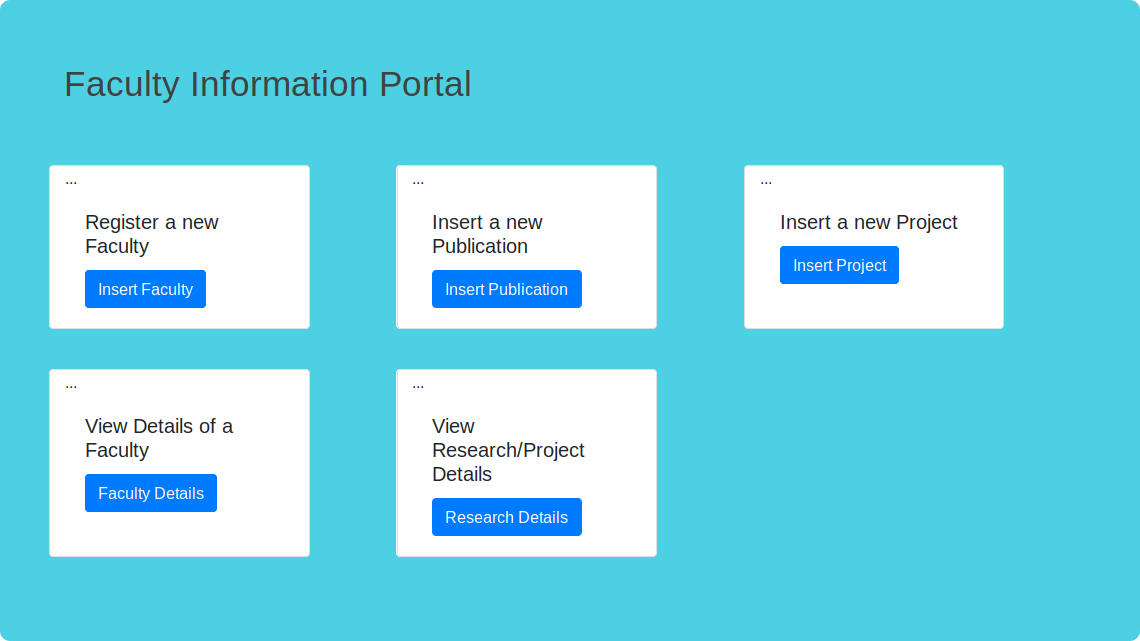 Faculty Information Portal
...
Register a new
Faculty
Insert Faculty
...
Insert a new
Publication
Insert Publication
...
Insert a new Project
Insert Project
...
View Details of a
Faculty
Faculty Details
...
View
Research/Project
Details
Research Details